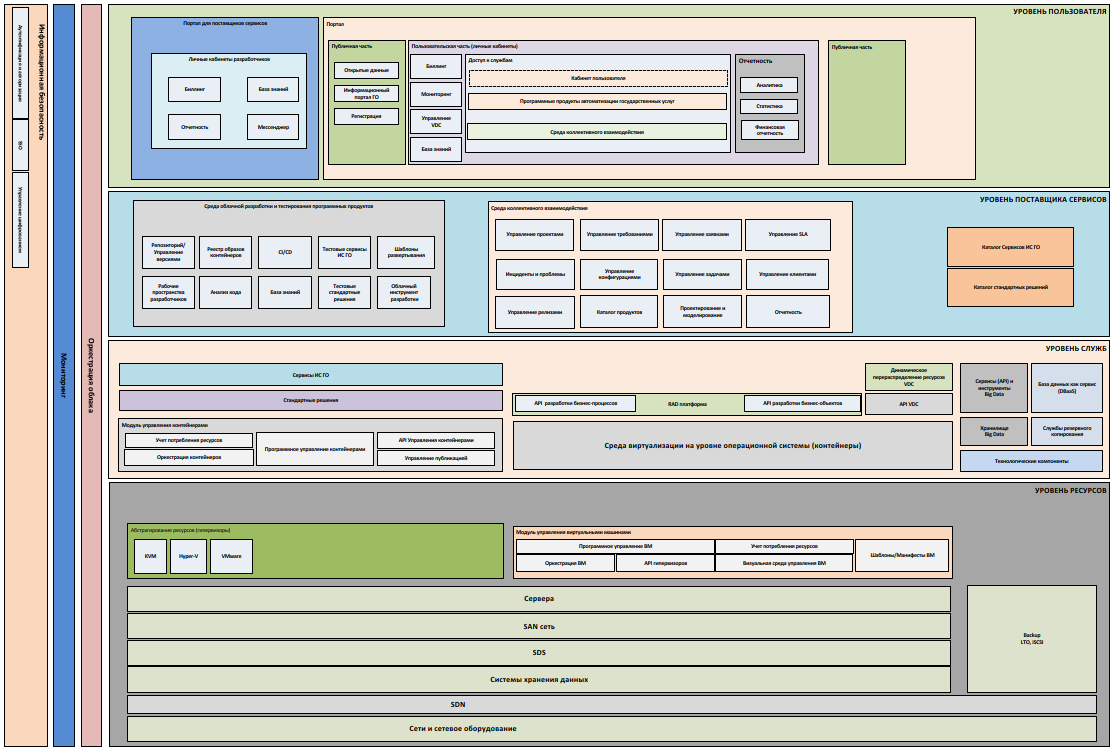 Информационная безопасность
Аутентификация и авторизация
SSO
Управление шифрованием
Мониторинг
Оркестрация облака
УРОВЕНЬ ПОЛЬЗОВАТЕЛЯ
Портал для поставщиков сервисов
Личные кабинеты разработчиков
Биллинг
База знаний
Отчетность
Мессенджер
Портал
Публичная часть
Открытые данные
Информационный
портал ГО
Регистрация
Пользовательская часть (личные кабинеты)
Биллинг
Мониторинг
Управление
VDC
База знаний
Доступ к службам
Кабинет пользователя
Программные продукты автоматизации государственных услуг
Среда коллективного взаимодействия
Отчетность
Аналитика
Статистика
Финансовая
отчетность
Публичная часть
УРОВЕНЬ ПОСТАВЩИКА СЕРВИСОВ
Среда облачной разработки и тестирования программных продуктов
Репозиторий/
Управление
версиями
Реестр образов
контейнеров
CI/CD
Тестовые сервисы
ИС ГО
Шаблоны
развертывания
Рабочие
пространства
разработчиков
Анализ кода
База знаний
Тестовые
стандартные
решения
Облачный
инструмент
разработки
Среда коллективного взаимодействия
Управление проектами
Управление требованиями
Управление заявками
Управление SLA
Инциденты и проблемы
Управление
конфигурациями
Управление задачами
Управление клиентами
Управление релизами
Каталог продуктов
Проектирование и
моделирование
Отчетность
Каталог Сервисов ИС ГО
Каталог стандартных решений
УРОВЕНЬ СЛУЖБ
Сервисы ИС ГО
Стандартные решения
Модуль управления контейнерами
Учет потребления ресурсов
Оркестрация контейнеров
Программное управление контейнерами
API Управления контейнерами
Управление публикацией
API разработки бизнес-процессов
RAD платформа
API разработки бизнес-объектов
Динамическое
перераспределение ресурсов
VDC
API VDC
Среда виртуализации на уровне операционной системы (контейнеры)
Сервисы (API) и
инструменты
Big Data
База данных как сервис
(DBaaS)
Хранилище
Big Data
Службы резервного
копирования
Технологические компоненты
УРОВЕНЬ РЕСУРСОВ
Абстрагирование ресурсов (гипервизоры)
KVM
Hyper-V
VMware
Модуль управления виртуальными машинами
Программное управление ВМ
Учет потребления ресурсов
Оркестрация ВМ
API гипервизоров
Визуальная среда управления ВМ
Шаблоны/Манифесты ВМ
Сервера
SAN сеть
SDS
Системы хранения данных
Backup
LTO, iSCSI
SDN
Сети и сетевое оборудование